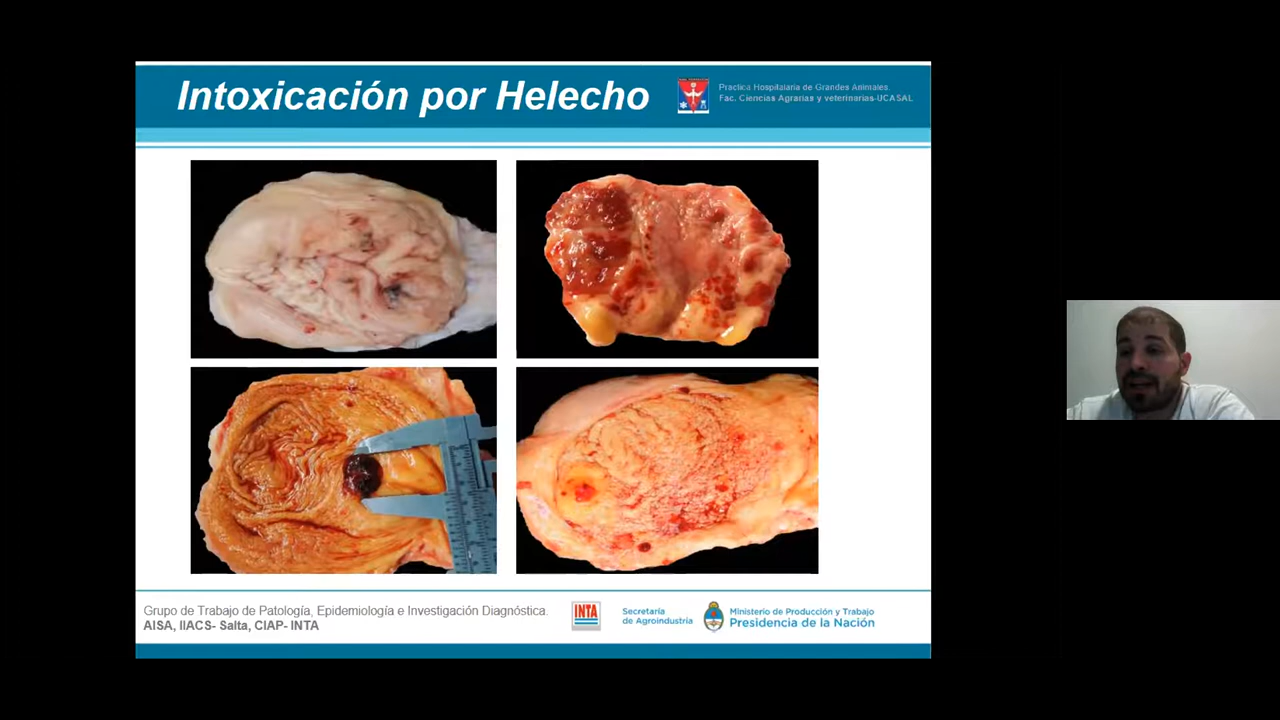 Intoxicación por Helecho
Practica Hospitalaria de Grandes Animales.
Fac. Ciencias Agrarias y veterinarias-UCASAL
Grupo de Trabajo de Patología, Epidemiología e Investigación Diagnóstica.
AISA, IIACS- Salta, CIAP- INTA
INTA
Secretaría
de Agroindustria
Ministerio de Producción y Trabajo
Presidencia de la Nación